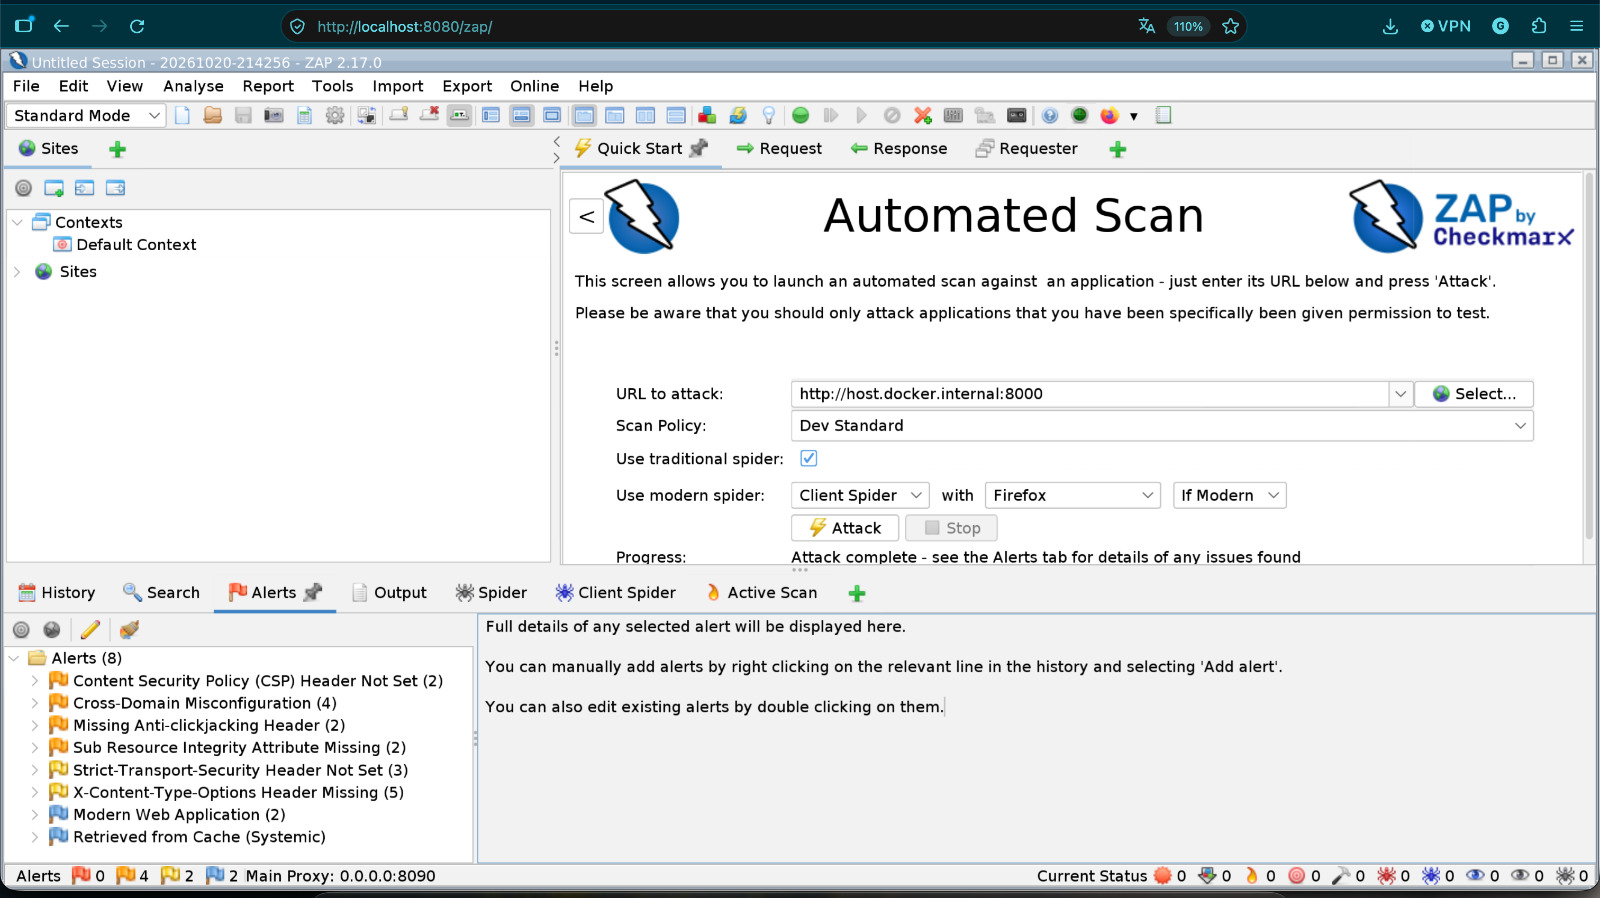 http://localhost:8080/zap/
110%
VPN
G
Untitled Session - 20261020-214256 - ZAP 2.17.0
File Edit View Analyse Report Tools Import Export Online Help
Standard Mode
Sites
Quick Start Request Response Requester
<
Automated Scan
ZAP by
Checkmarx
Contexts
Default Context
Sites
This screen allows you to launch an automated scan against  an application - just enter its URL below and press 'Attack'.
Please be aware that you should only attack applications that you have been specifically been given permission to test.
URL to attack: http://host.docker.internal:8000 Select...
Scan Policy: Dev Standard
Use traditional spider:
Use modern spider: Client Spider with Firefox If Modern
Attack Stop
Progress: Attack complete - see the Alerts tab for details of any issues found
History Search Alerts Output Spider Client Spider Active Scan
Alerts (8)
Content Security Policy (CSP) Header Not Set (2)
Cross-Domain Misconfiguration (4)
Missing Anti-clickjacking Header (2)
Sub Resource Integrity Attribute Missing (2)
Strict-Transport-Security Header Not Set (3)
X-Content-Type-Options Header Missing (5)
Modern Web Application (2)
Retrieved from Cache (Systemic)
Full details of any selected alert will be displayed here.
You can manually add alerts by right clicking on the relevant line in the history and selecting 'Add alert'.
You can also edit existing alerts by double clicking on them.
Alerts 0 4 2 2 Main Proxy: 0.0.0.0:8090
Current Status 0 0 0 0 0 0 0 0 0 0